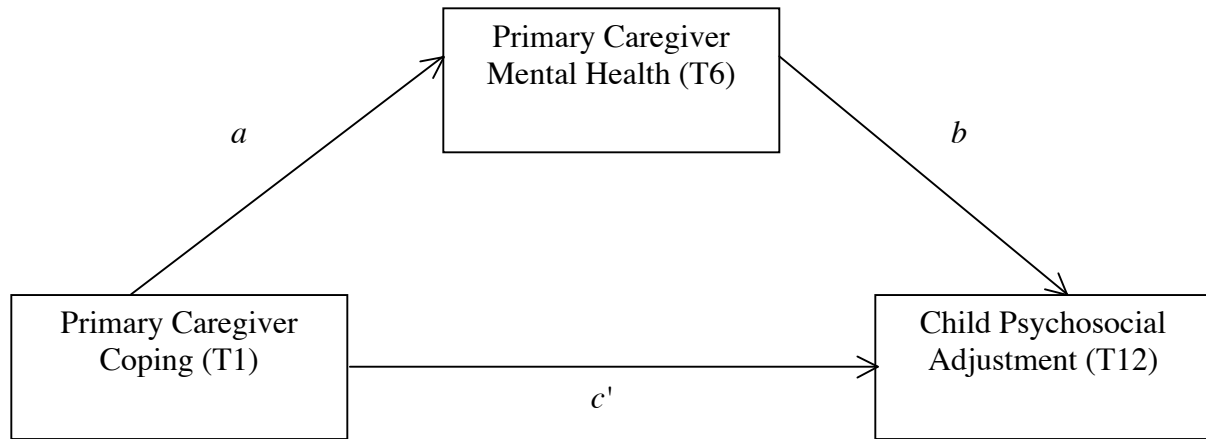 Primary Caregiver
Mental Health (T6)
a
b
Primary Caregiver
Coping (T1)
Child Psychosocial
Adjustment (T12)
c'